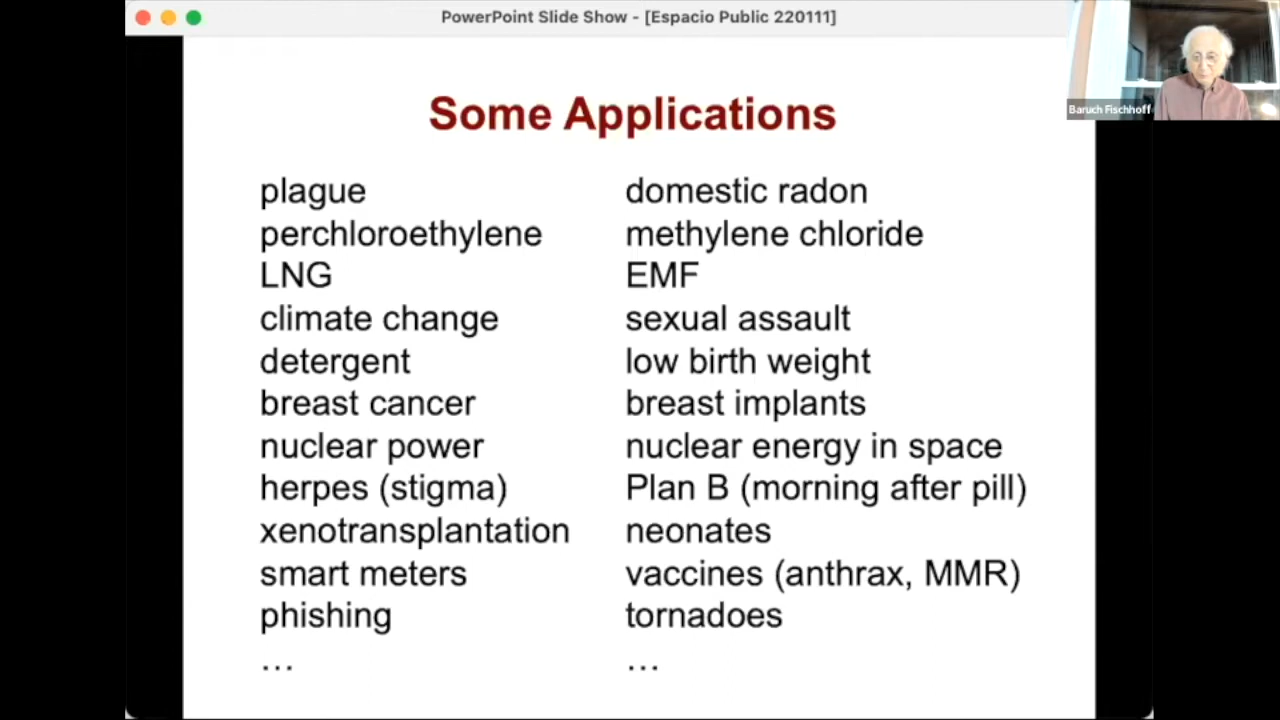 PowerPoint Slide Show - [Espacio Public 220111]
Baruch Fischhoff
Some Applications
plague
perchloroethylene
LNG
climate change
detergent
breast cancer
nuclear power
herpes (stigma)
xenotransplantation
smart meters
phishing
…
domestic radon
methylene chloride
EMF
sexual assault
low birth weight
breast implants
nuclear energy in space
Plan B (morning after pill)
neonates
vaccines (anthrax, MMR)
tornadoes
…